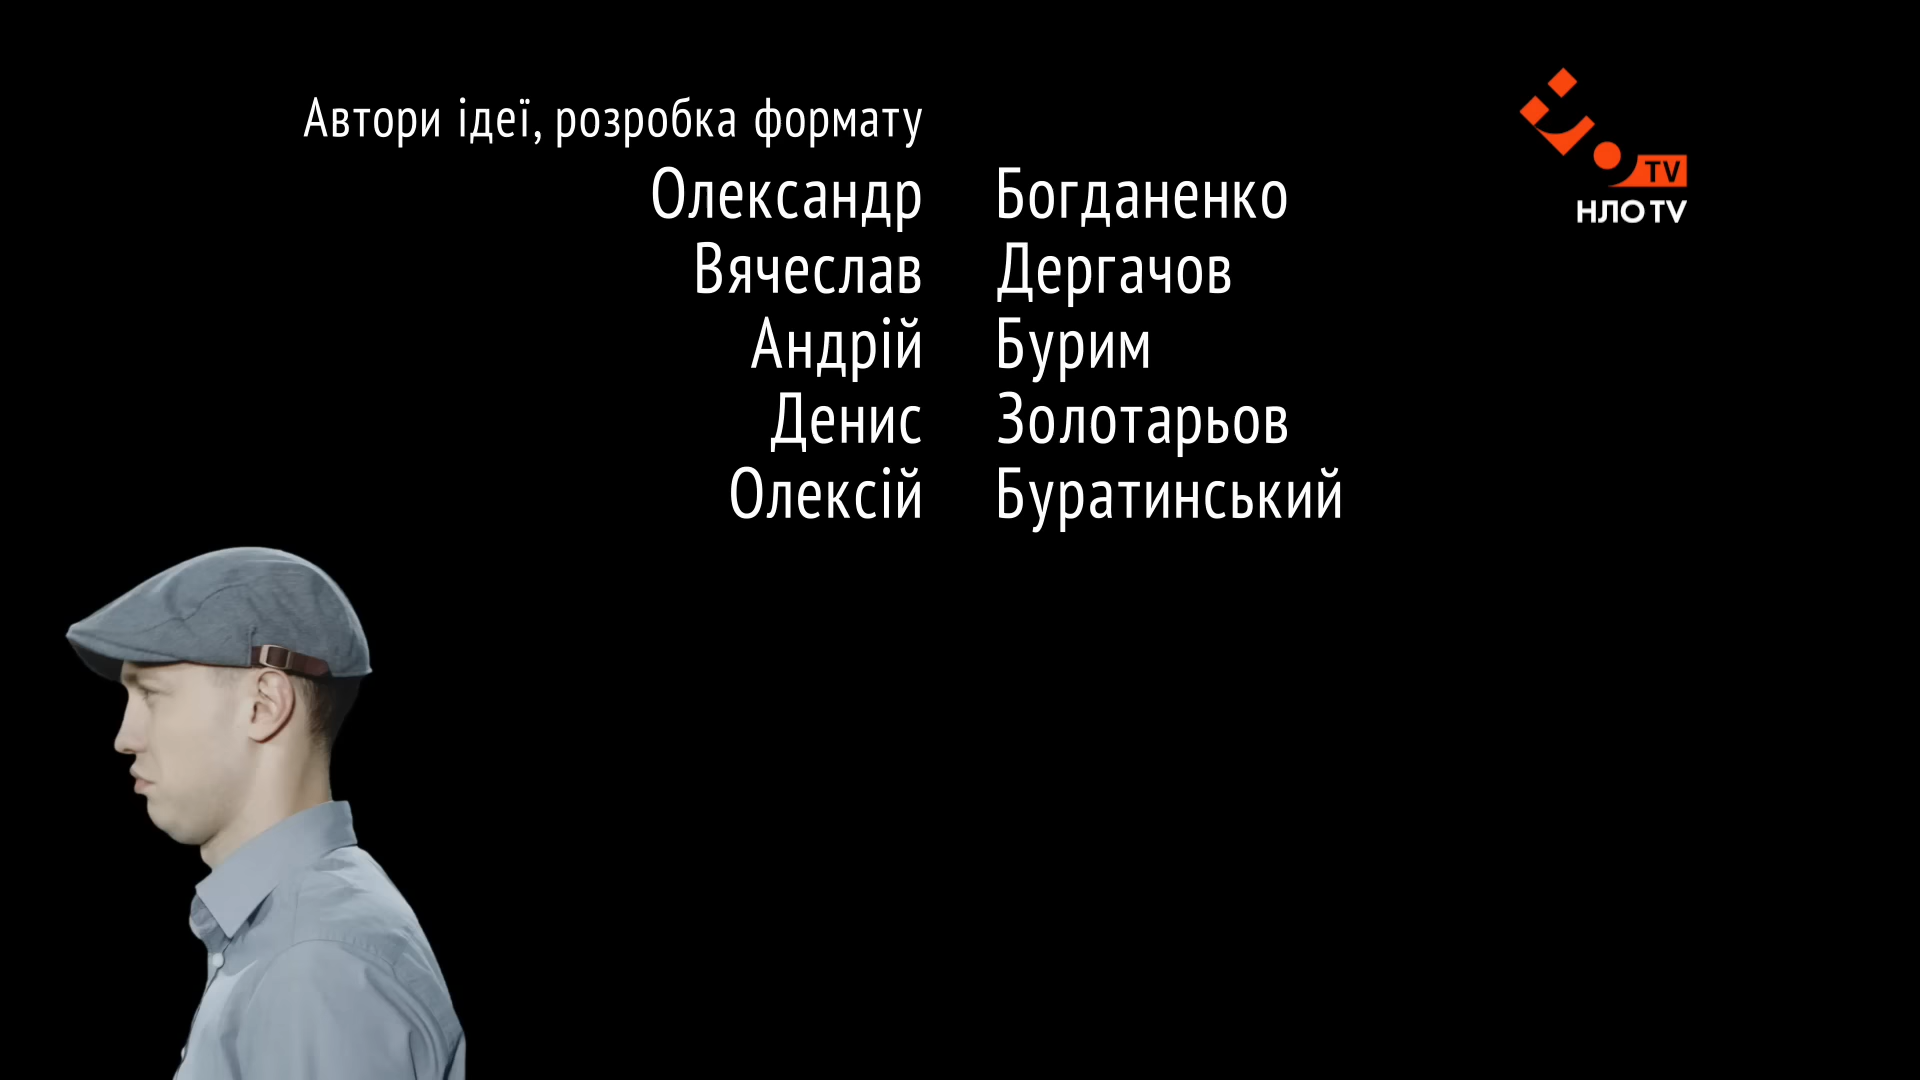 Автори ідеї, розробка формату
Олександр Богданенко
Вячеслав Дергачов
Андрій Бурим
Денис Золотарьов
Олексій Буратинський
TV
НЛО TV